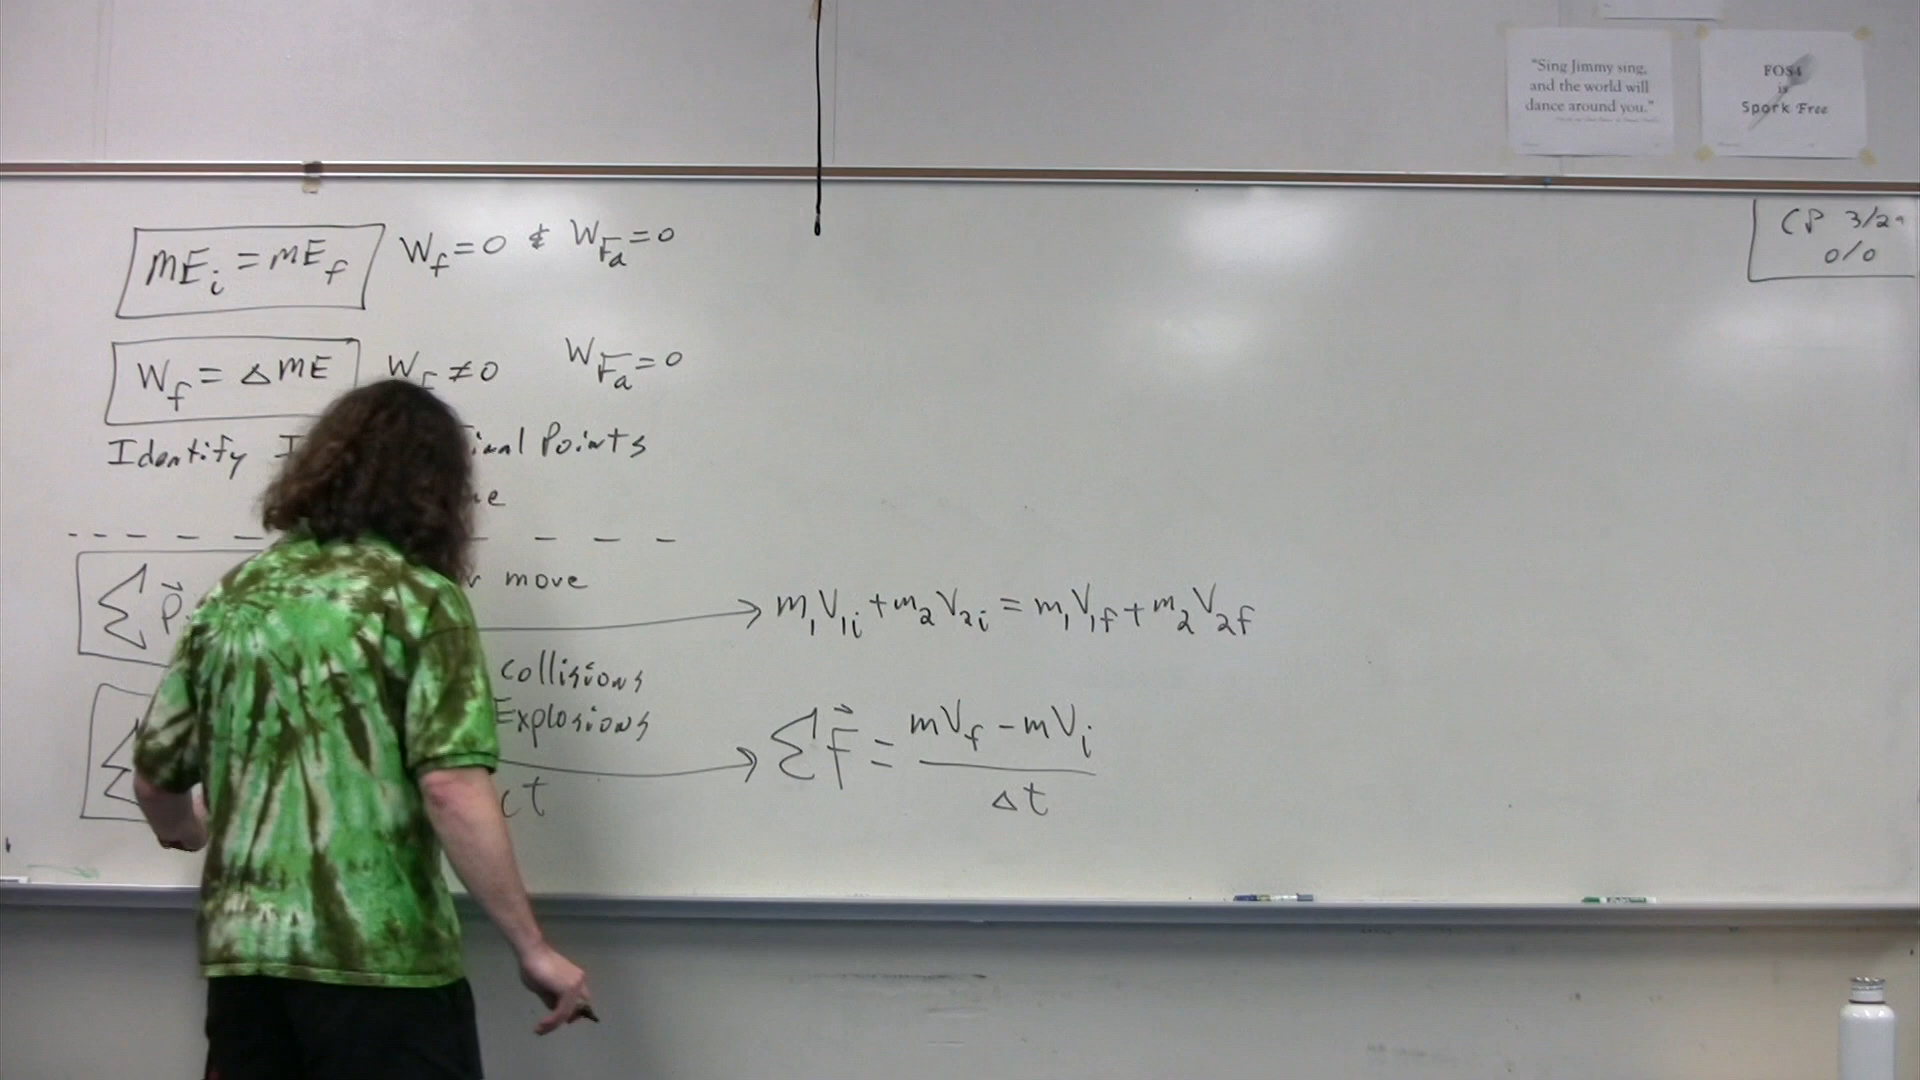 "Sing Jimmy sing,
and the world will
dance around you."
FOS4
is
Spork Free
CP 3/2
0/0
mE_i = mE_f W_f = 0 & W_Fa = 0
W_f = Δ mE W_f ≠ 0 W_Fa = 0
Identify Points
move
m₁V₁i + m₂V₂i = m₁V₁f + m₂V₂f
collisions
Explosions
ΣF⃗ = (mV_f - mV_i) / Δt